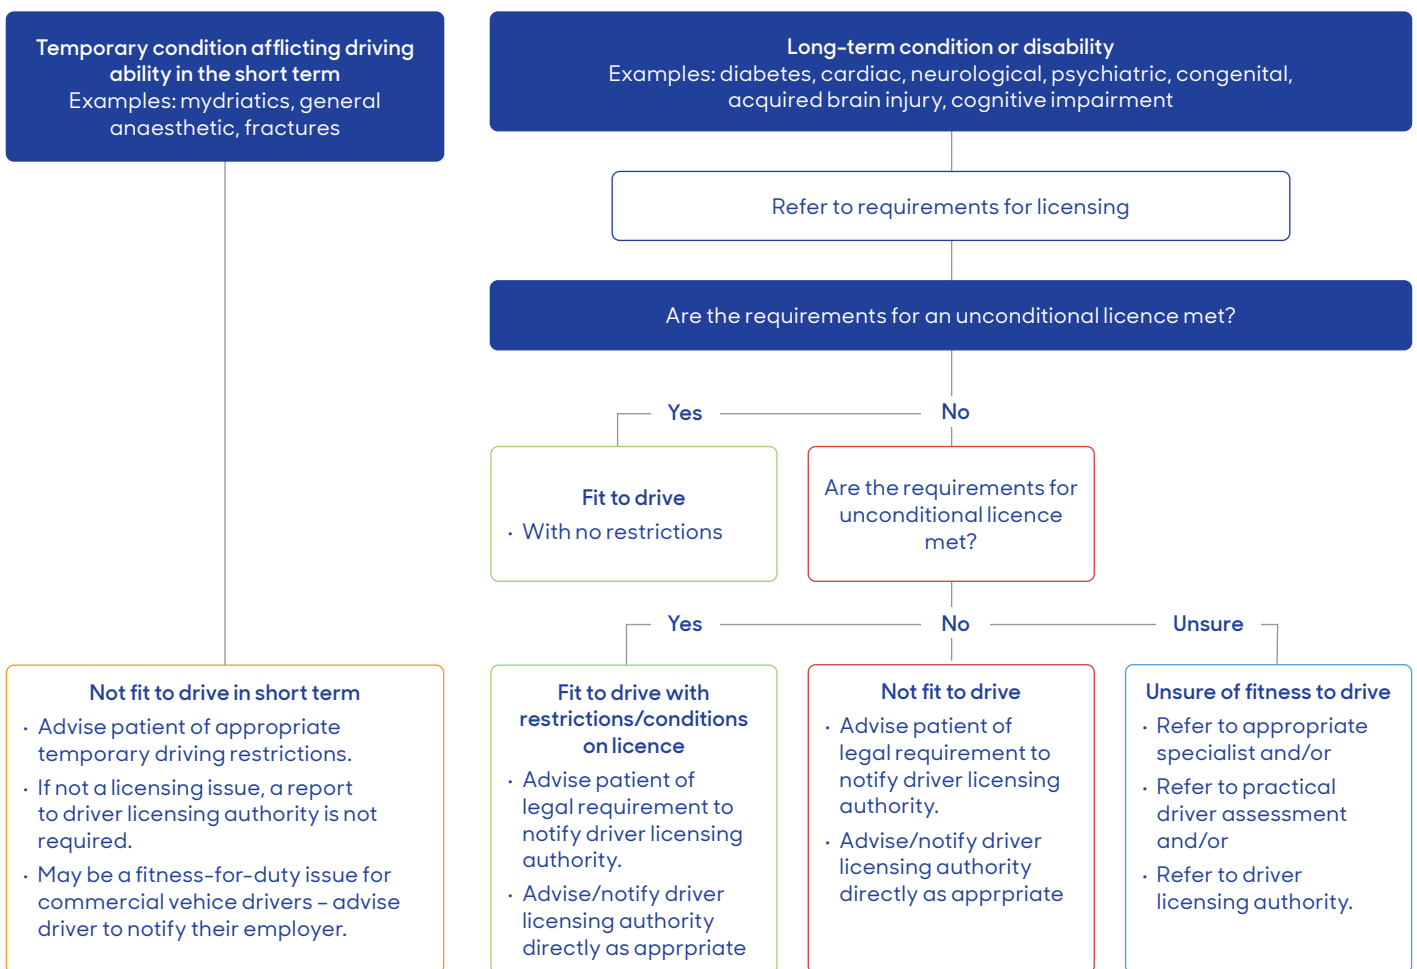 Temporary condition afflicting driving
ability in the short term
Examples: mydriatics, general
anaesthetic, fractures
Long-term condition or disability
Examples: diabetes, cardiac, neurological, psychiatric, congenital,
acquired brain injury, cognitive impairment
Refer to requirements for licensing
Are the requirements for an unconditional licence met?
Yes
No
Fit to drive
· With no restrictions
Are the requirements for
unconditional licence
met?
Yes
No
Unsure
Not fit to drive in short term
· Advise patient of appropriate
temporary driving restrictions.
· If not a licensing issue, a report
to driver licensing authority is not
required.
· May be a fitness-for-duty issue for
commercial vehice drivers – advise
driver to notify their employer.
Fit to drive with
restrictions/conditions
on licence
· Advise patient of
legal requirement to
notify driver licensing
authority.
· Advise/notify driver
licensing authority
directly as apprpriate
Not fit to drive
· Advise patient of
legal requirement to
notify driver licensing
authority.
· Advise/notify driver
licensing authority
directly as apprpriate
Unsure of fitness to drive
· Refer to appropriate
specialist and/or
· Refer to practical
driver assessment
and/or
· Refer to driver
licensing authority.